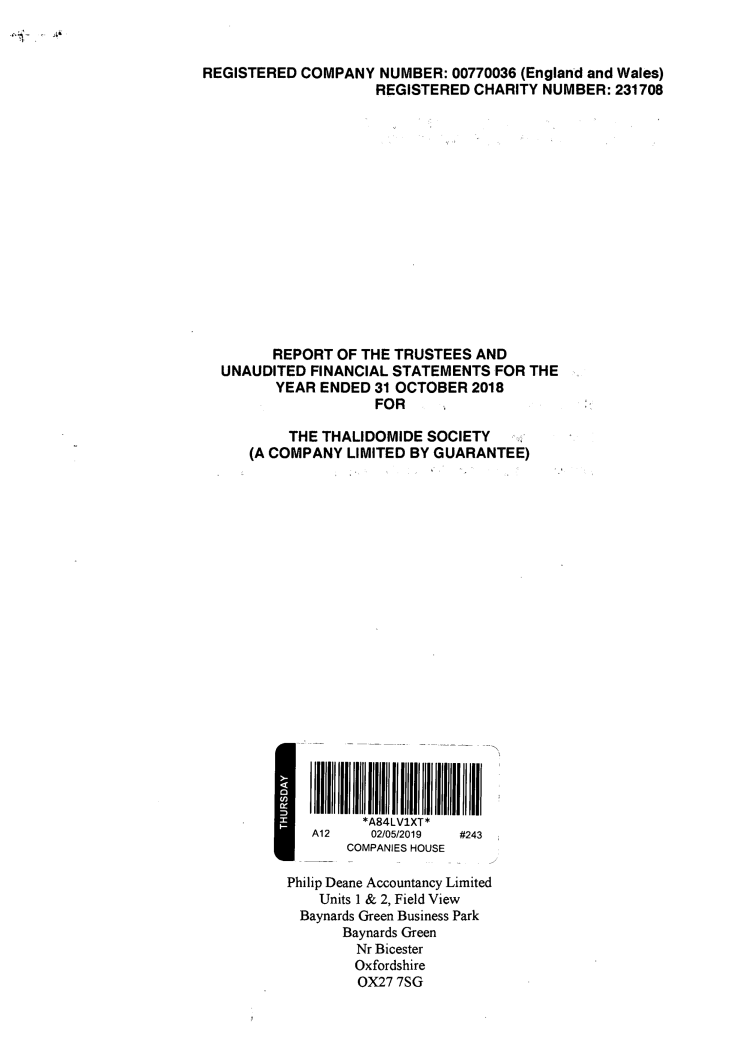 REGISTERED COMPANY NUMBER: 00770036 (England and Wales)
REGISTERED CHARITY NUMBER: 231708
REPORT OF THE TRUSTEES AND
UNAUDITED FINANCIAL STATEMENTS FOR THE
YEAR ENDED 31 OCTOBER 2018
FOR
THE THALIDOMIDE SOCIETY
(A COMPANY LIMITED BY GUARANTEE)
THURSDAY
*A84LV1XT*
A12 02/05/2019 #243
COMPANIES HOUSE
Philip Deane Accountancy Limited
Units 1 & 2, Field View
Baynards Green Business Park
Baynards Green
Nr Bicester
Oxfordshire
OX27 7SG